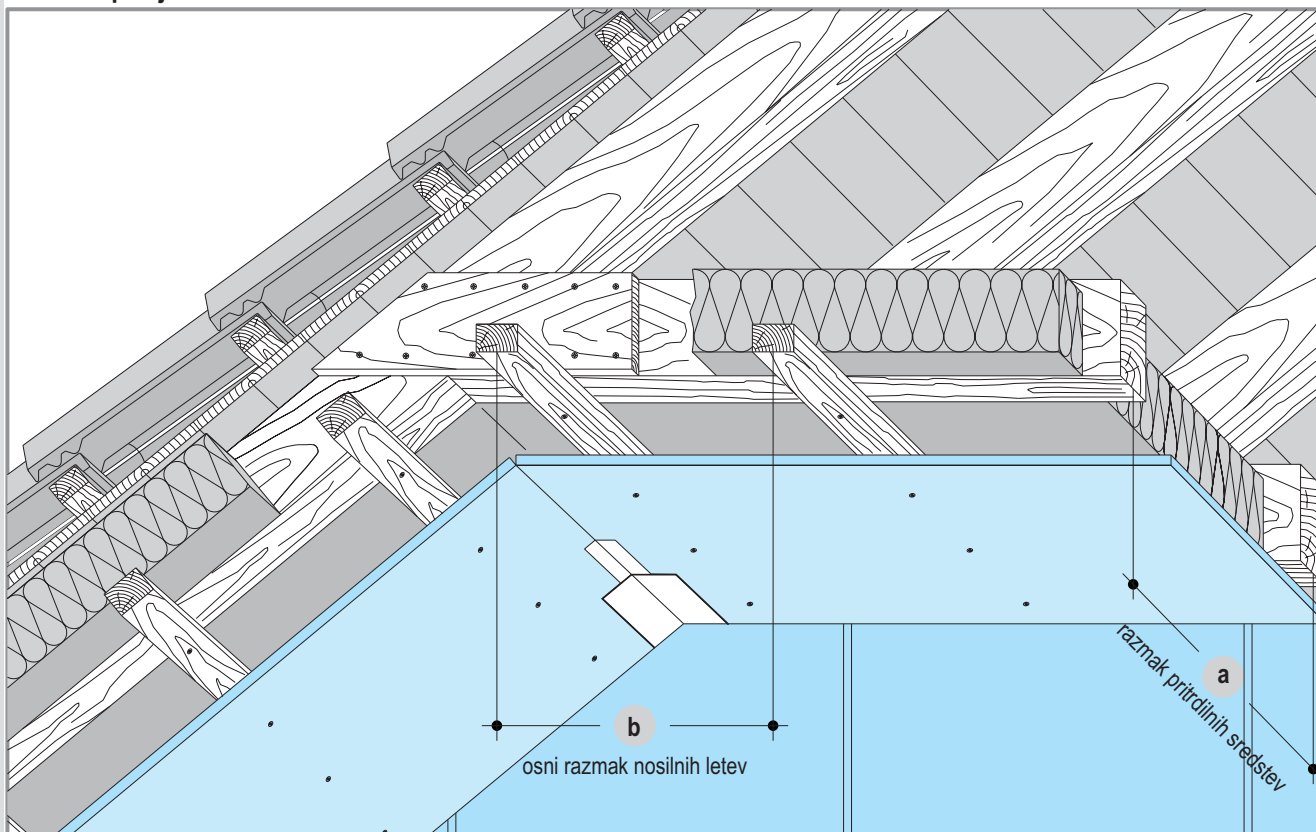 b
osni razmak nosilnih letev
a
razmak pritrdilnih sredstev